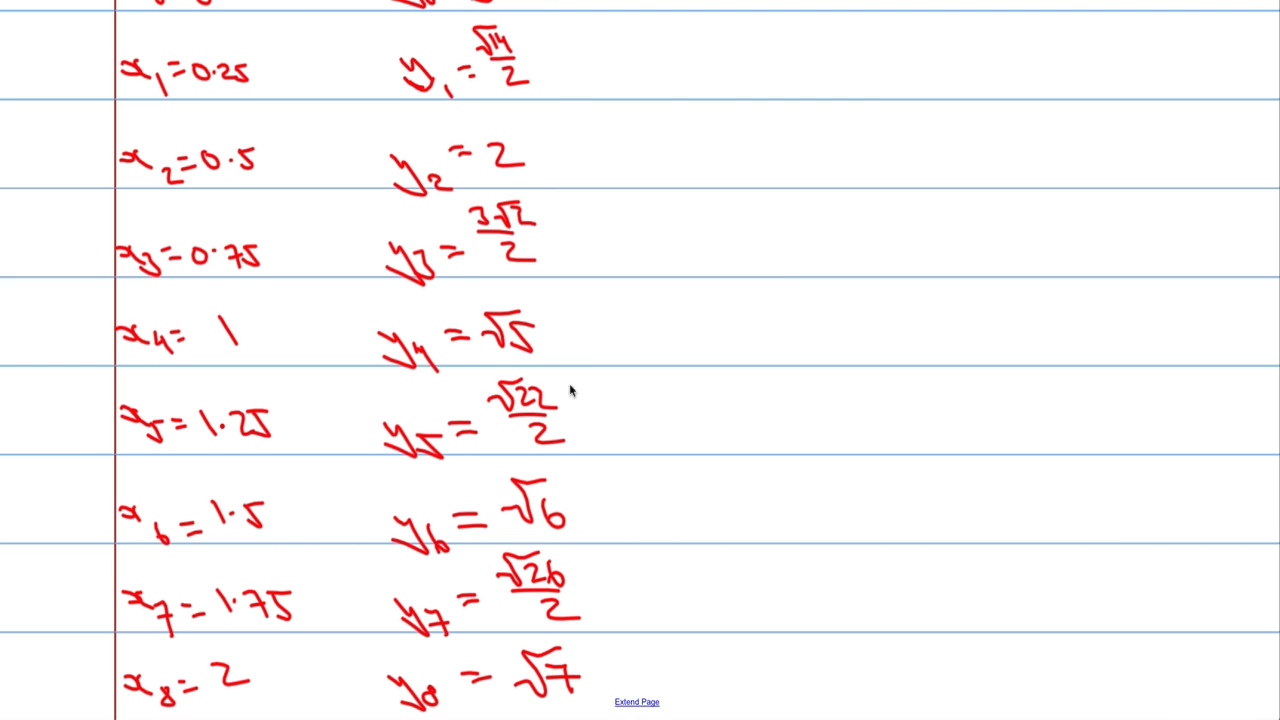 x₁ = 0.25 y₁ = √14/2
x₂ = 0.5 y₂ = 2
x₃ = 0.75 y₃ = 3√2/2
x₄ = 1 y₄ = √5
x₅ = 1.25 y₅ = √22/2
x₆ = 1.5 y₆ = √6
x₇ = 1.75 y₇ = √26/2
x₈ = 2 y₈ = √7
Extend Page